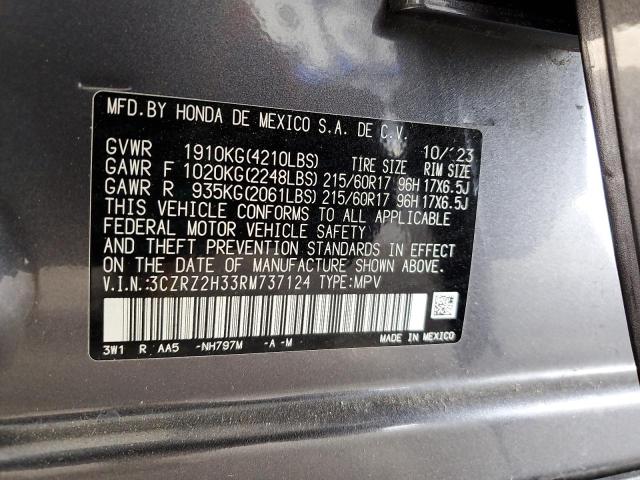 MFD.BY HONDA DE MEXICO S.A. DE C.V.
GVWR 1910KG(4210LBS) 10/23
TIRE SIZE RIM SIZE
GAWR F 1020KG(2248LBS) 215/60R17 96H 17X6.5J
GAWR R 935KG(2061LBS) 215/60R17 96H 17X6.5J
THIS VEHICLE CONFORMS TO ALL APPLICABLE
FEDERAL MOTOR VEHICLE SAFETY
AND THEFT PREVENTION STANDARDS IN EFFECT
ON THE DATE OF MANUFACTURE SHOWN ABOVE.
V.I.N.:3CZRZ2H33RM737124 TYPE:MPV
3W1 R AA5 -NH797M -A -M MADE IN MEXICO